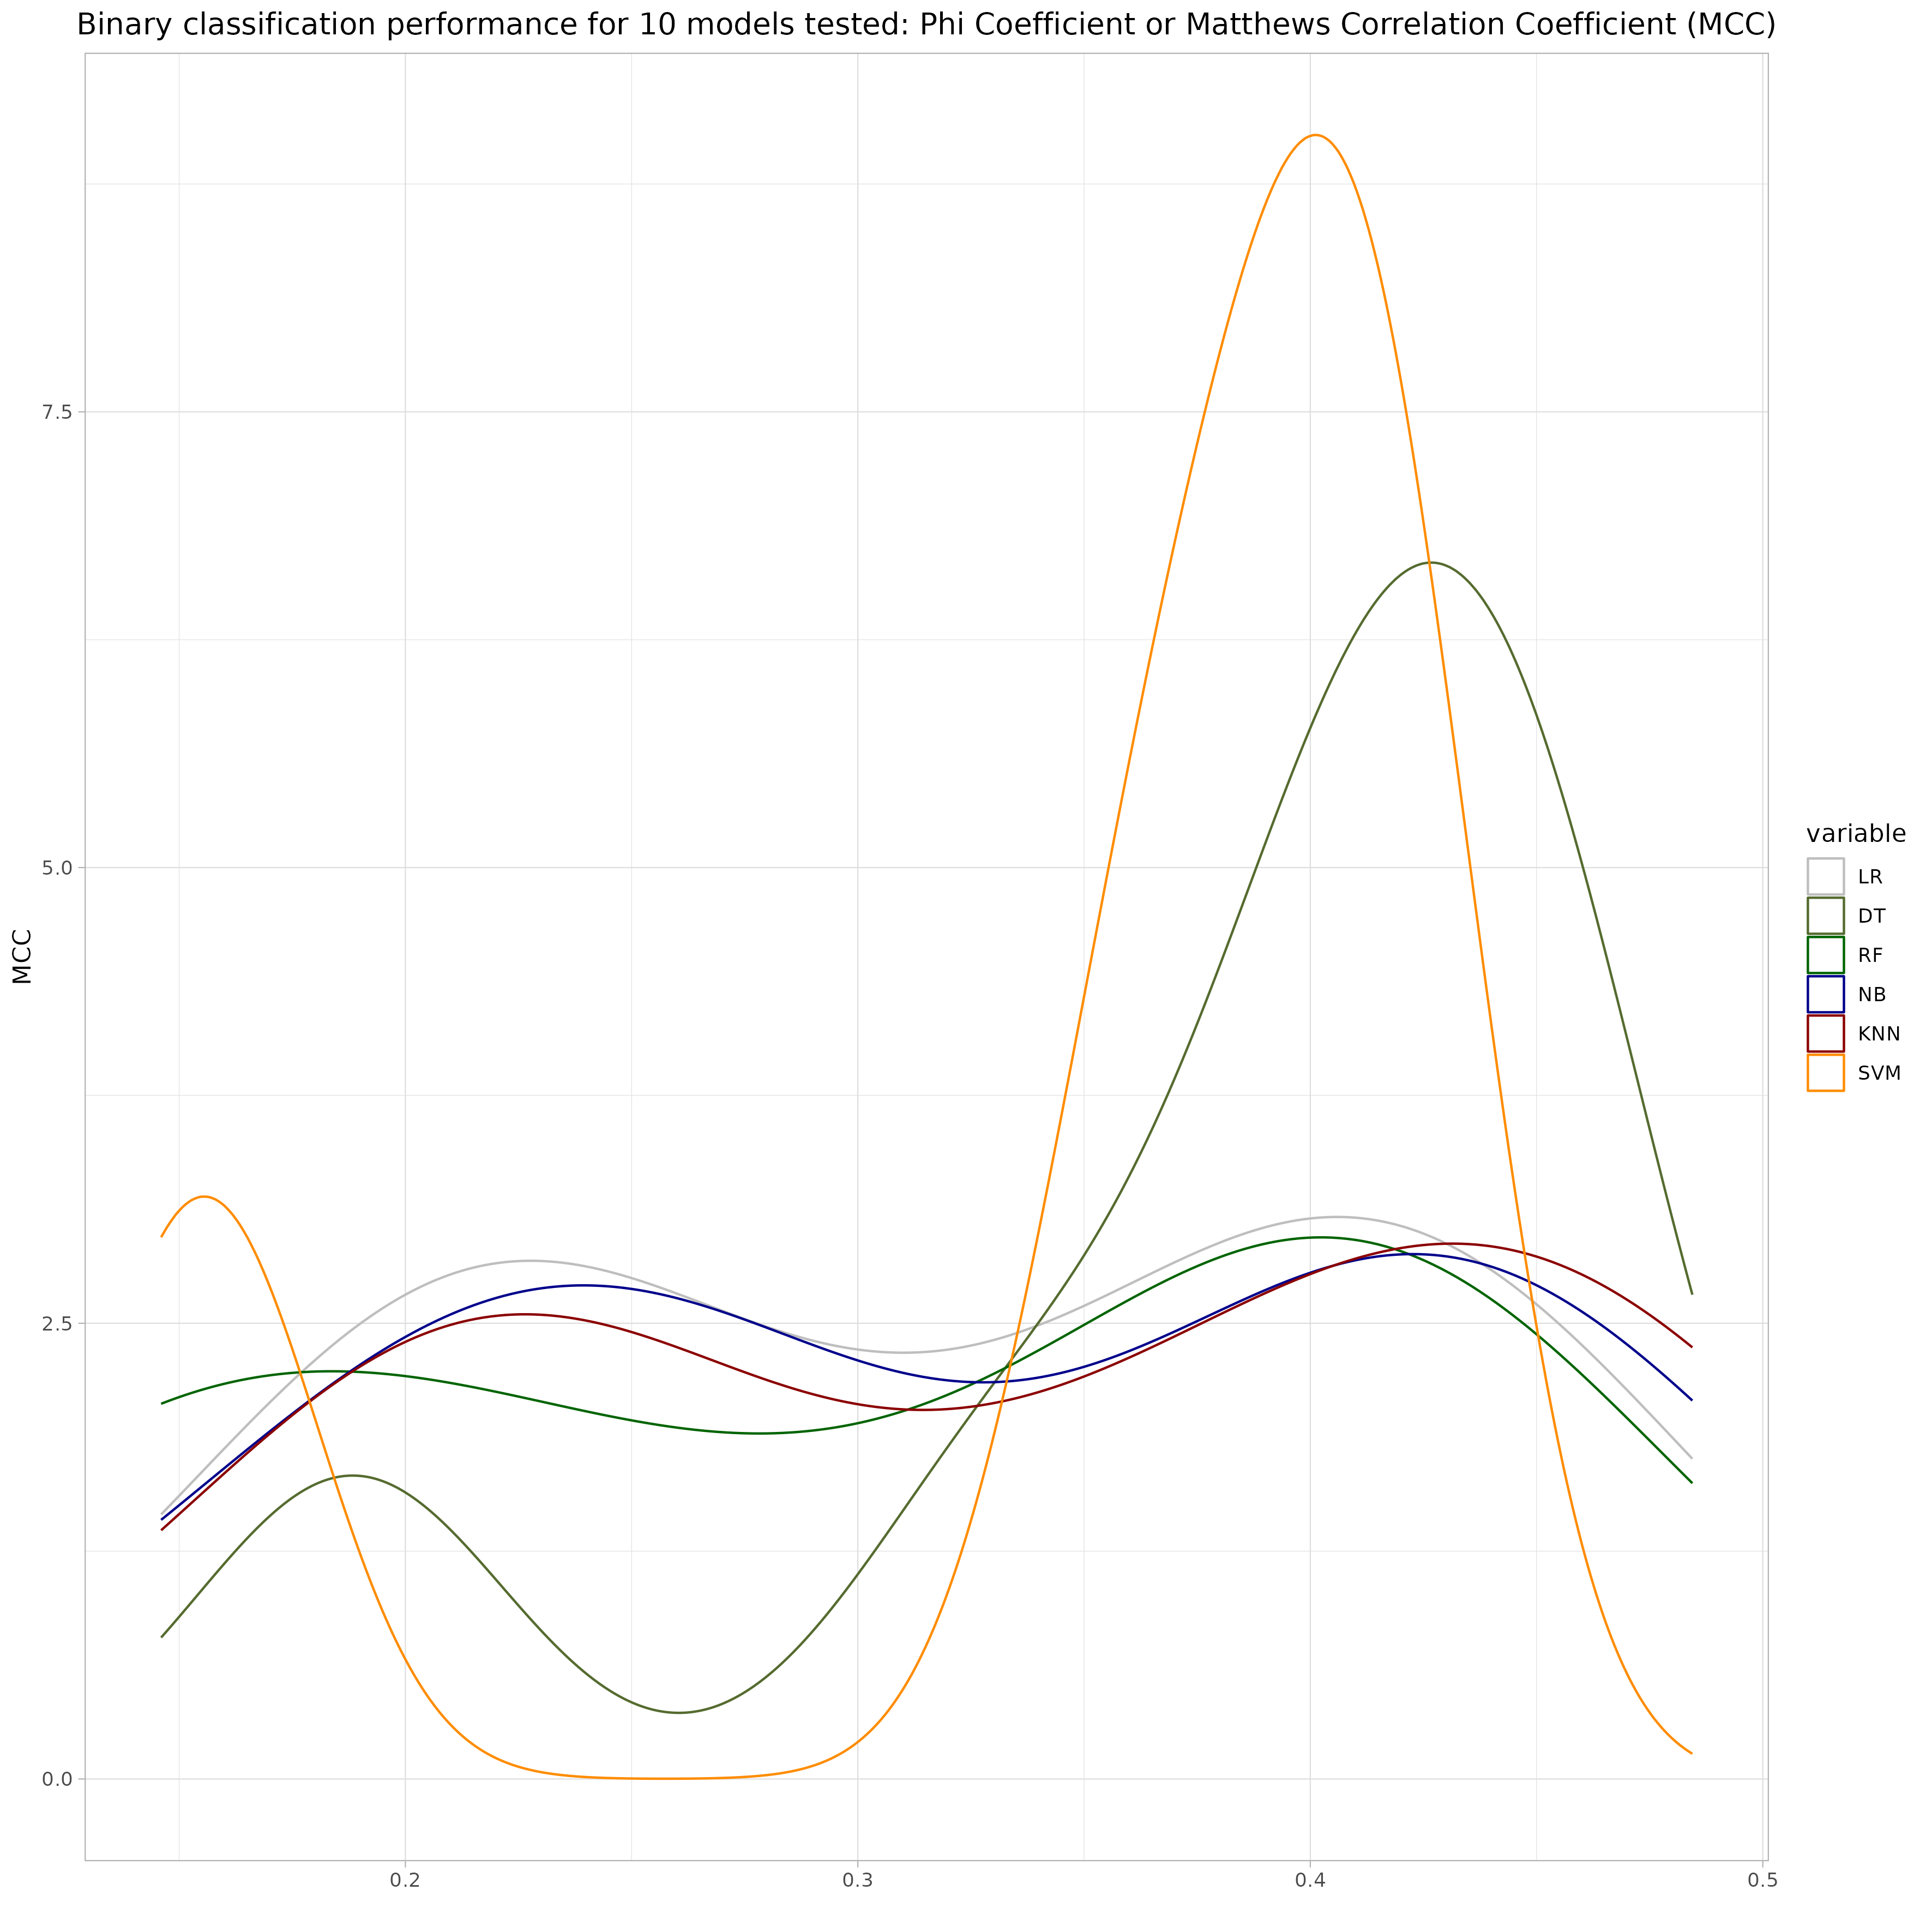 Binary classification performance for 10 models tested: Phi Coefficient or Matthews Correlation Coefficient (MCC)
7.5
5.0
2.5
0.0
MCC
0.2
0.3
0.4
0.5
variable
LR
DT
RF
NB
KNN
SVM